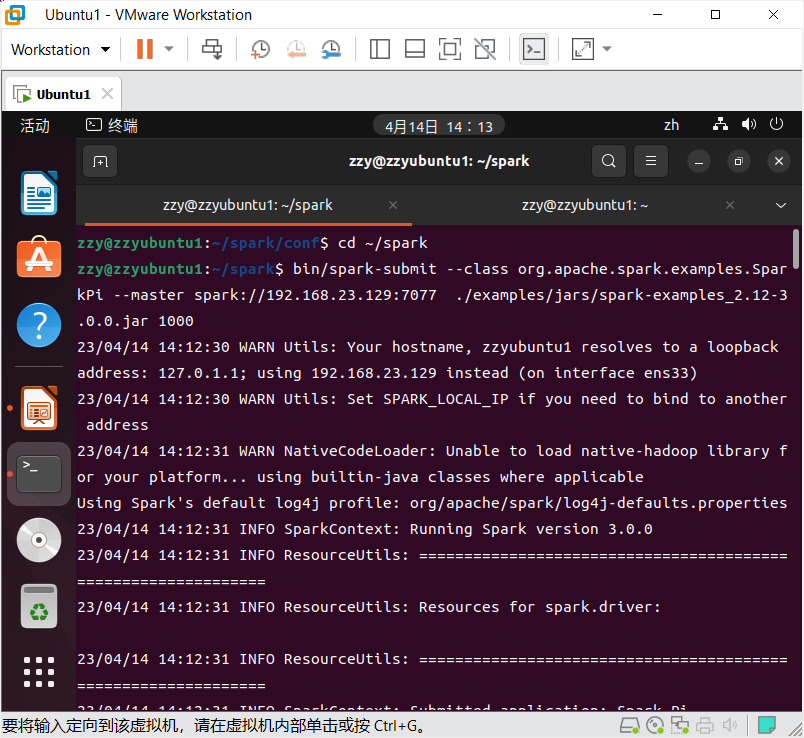 Ubuntu1 - VMware Workstation
Workstation
Ubuntu1
活动 终端 4月14日 14：13 zh
zzy@zzyubuntu1: ~/spark
zzy@zzyubuntu1: ~/spark zzy@zzyubuntu1: ~
zzy@zzyubuntu1:~/spark/conf$ cd ~/spark
zzy@zzyubuntu1:~/spark$ bin/spark-submit --class org.apache.spark.examples.Spar
kPi --master spark://192.168.23.129:7077  ./examples/jars/spark-examples_2.12-3
.0.0.jar 1000
23/04/14 14:12:30 WARN Utils: Your hostname, zzyubuntu1 resolves to a loopback
address: 127.0.1.1; using 192.168.23.129 instead (on interface ens33)
23/04/14 14:12:30 WARN Utils: Set SPARK_LOCAL_IP if you need to bind to another
 address
23/04/14 14:12:31 WARN NativeCodeLoader: Unable to load native-hadoop library f
or your platform... using builtin-java classes where applicable
Using Spark's default log4j profile: org/apache/spark/log4j-defaults.properties
23/04/14 14:12:31 INFO SparkContext: Running Spark version 3.0.0
23/04/14 14:12:31 INFO ResourceUtils: =========================================
=====================
23/04/14 14:12:31 INFO ResourceUtils: Resources for spark.driver:
23/04/14 14:12:31 INFO ResourceUtils: =========================================
=====================
23/04/14 14:12:31 INFO SparkContext: Submitted application: Spark Pi
要将输入定向到该虚拟机，请在虚拟机内部单击或按 Ctrl+G。